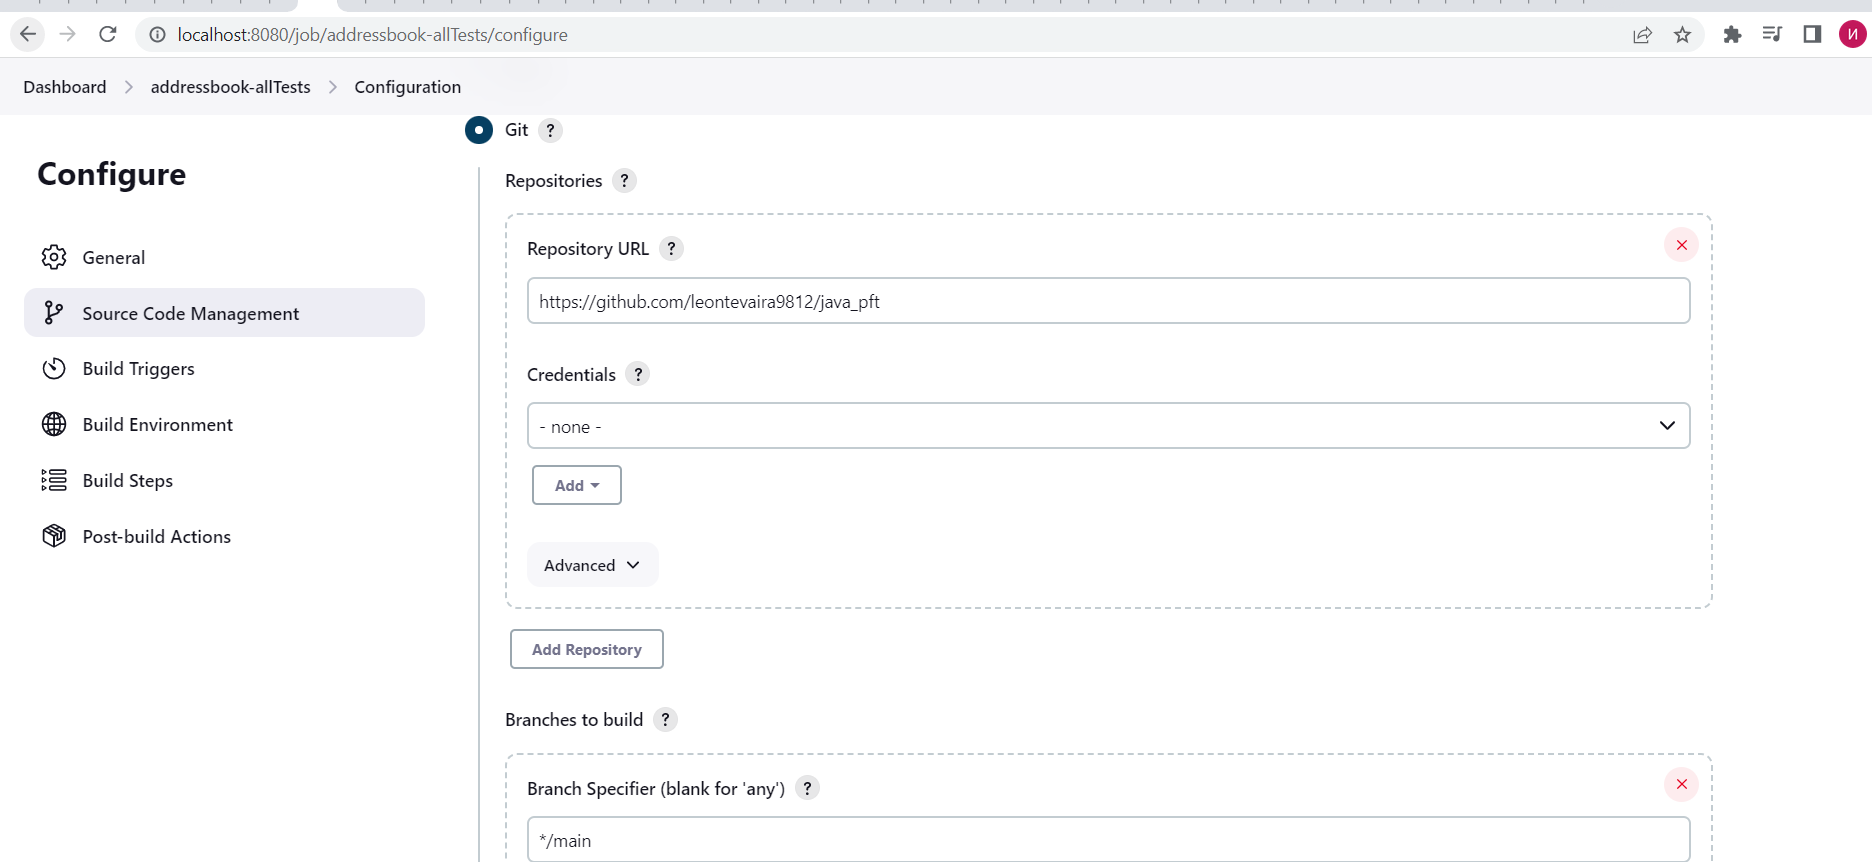 localhost:8080/job/addressbook-allTests/configure
И
Dashboard > addressbook-allTests > Configuration
Git ?
Configure
Repositories ?
Repository URL ?
General
https://github.com/leontevaira9812/java_pft
Source Code Management
Build Triggers
Credentials ?
Build Environment
- none -
Build Steps
Add
Post-build Actions
Advanced
Add Repository
Branches to build ?
Branch Specifier (blank for 'any') ?
*/main